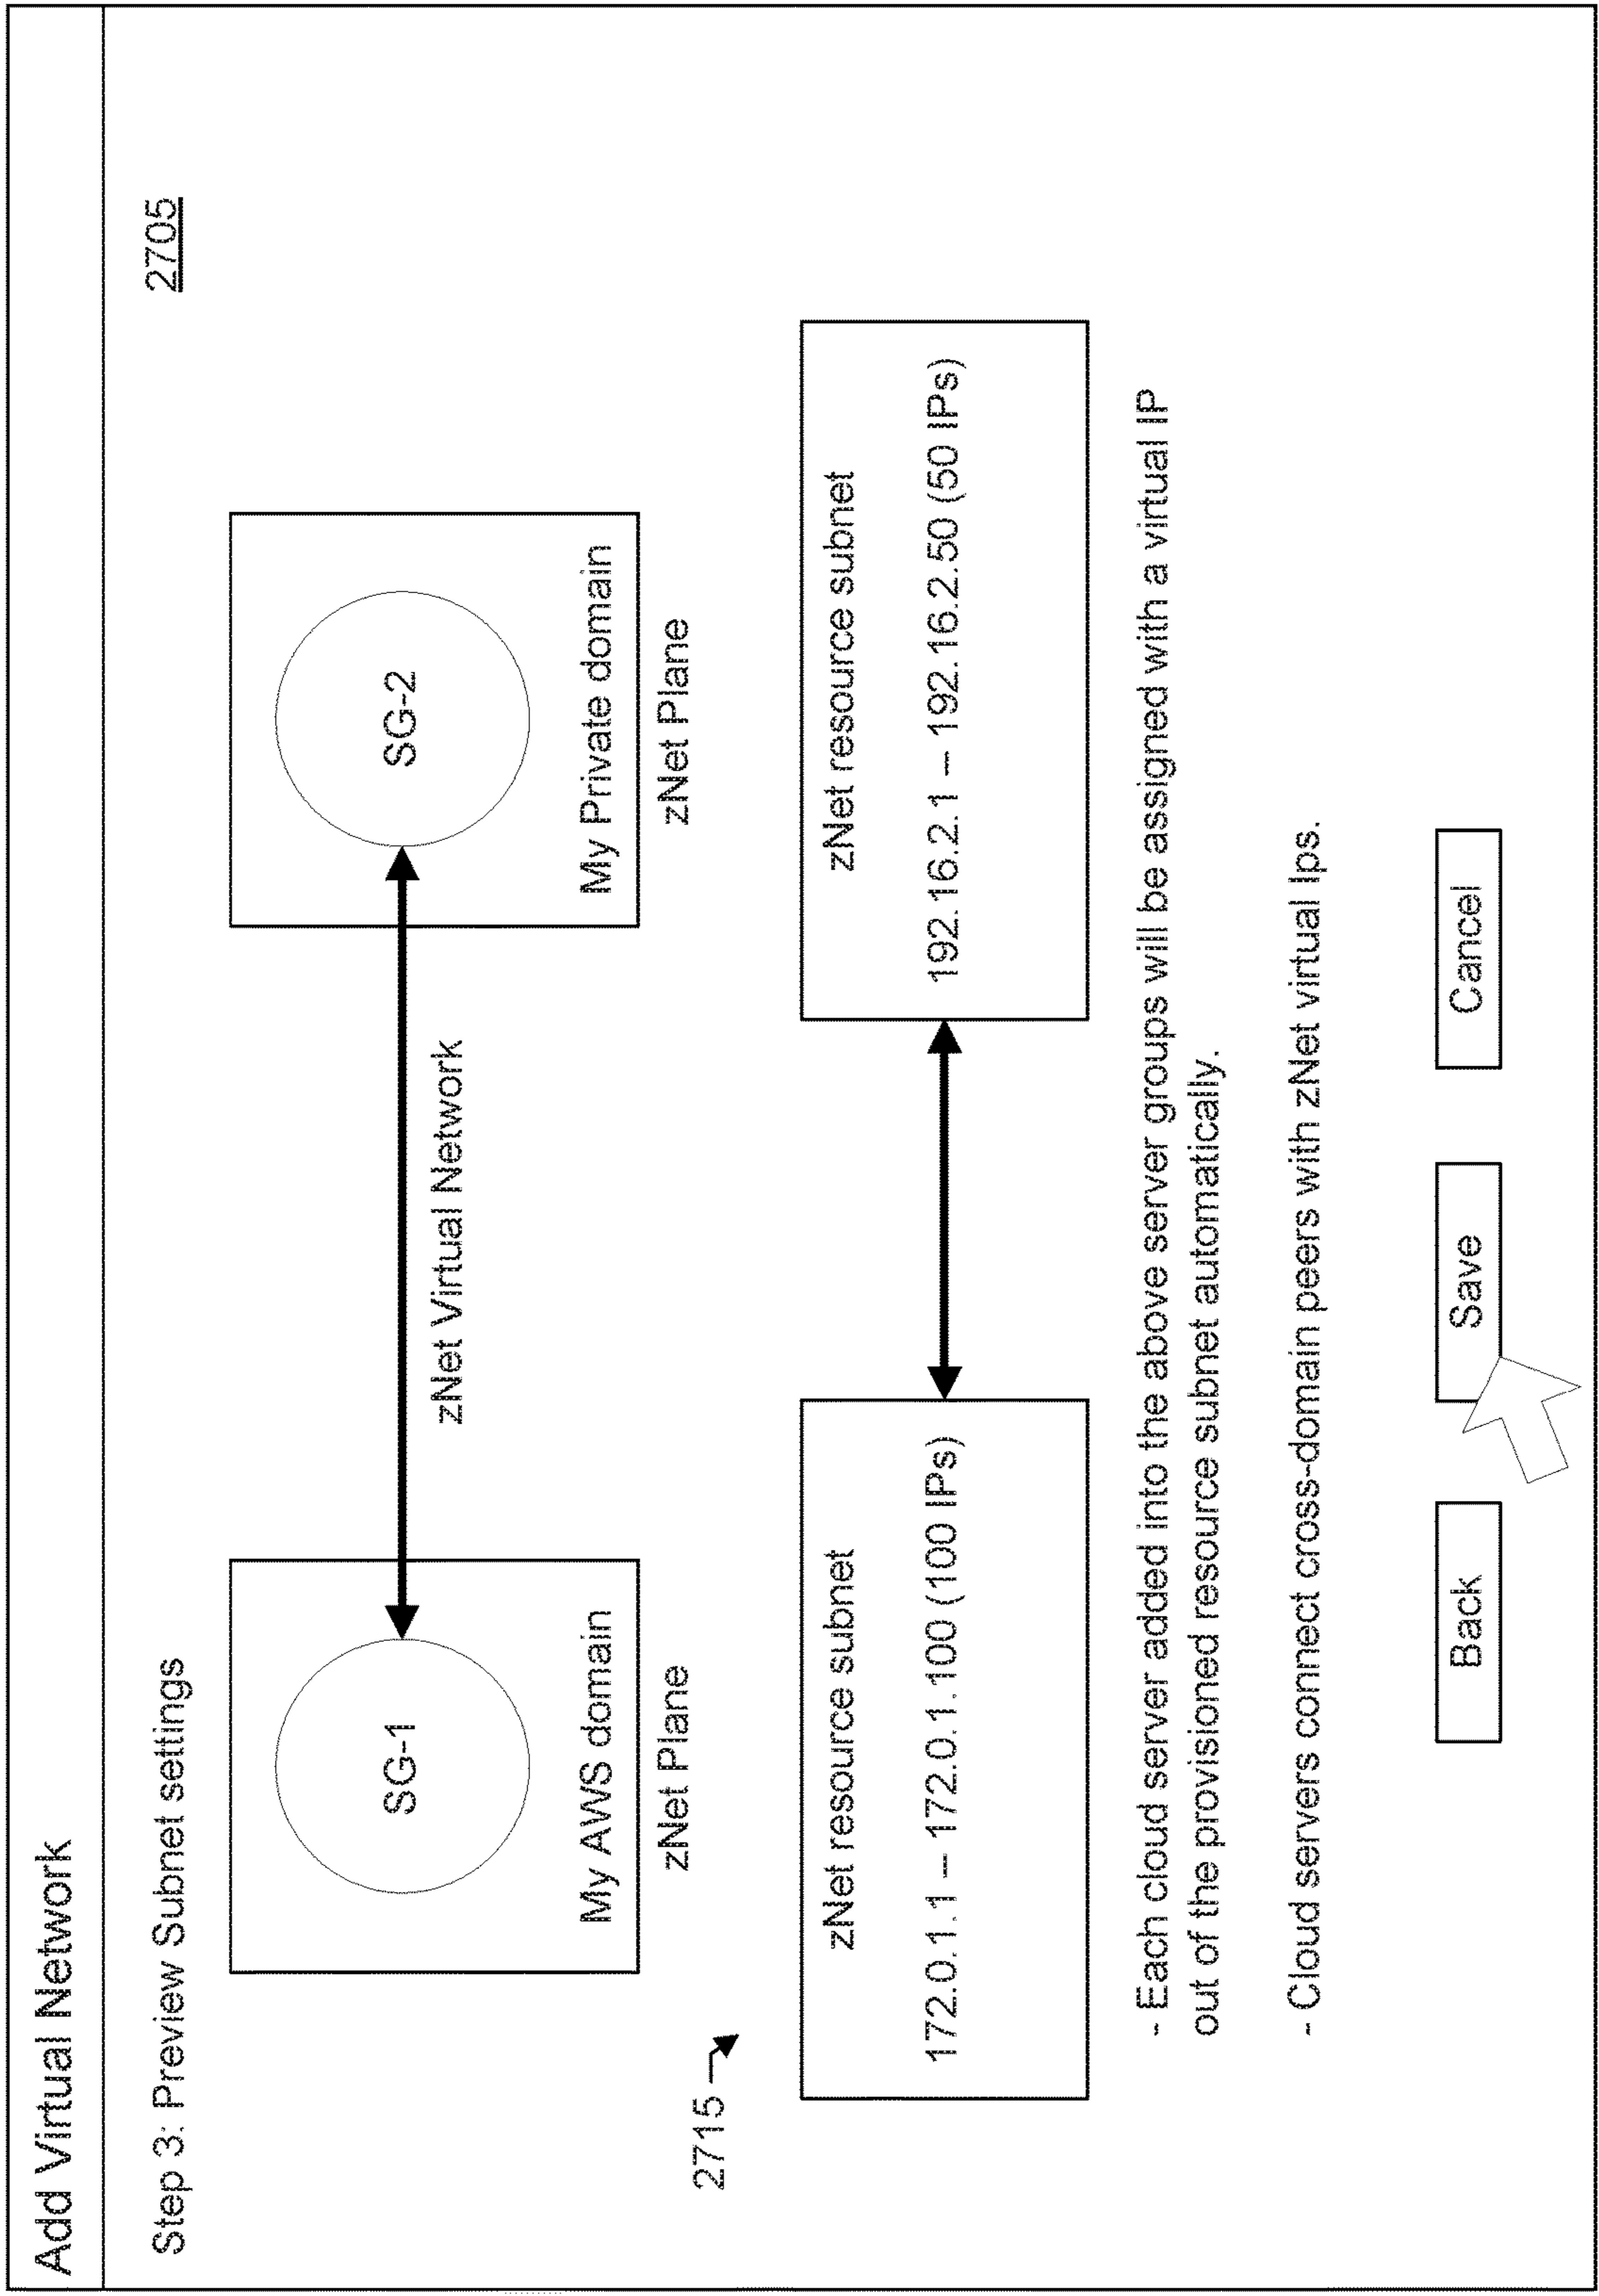 Add Virtual Network
Step 3: Preview Subnet settings
2705
SG-1
SG-2
zNet Virtual Network
My AWS domain
My Private domain
zNet Plane
zNet Plane
2715
zNet resource subnet
172.0.1.1 – 172.0.1.100 (100 IPs)
zNet resource subnet
192.16.2.1 – 192.16.2.50 (50 IPs)
- Each cloud server added into the above server groups will be assigned with a virtual IP
out of the provisioned resource subnet automatically.
- Cloud servers connect cross-domain peers with zNet virtual Ips.
Back
Save
Cancel